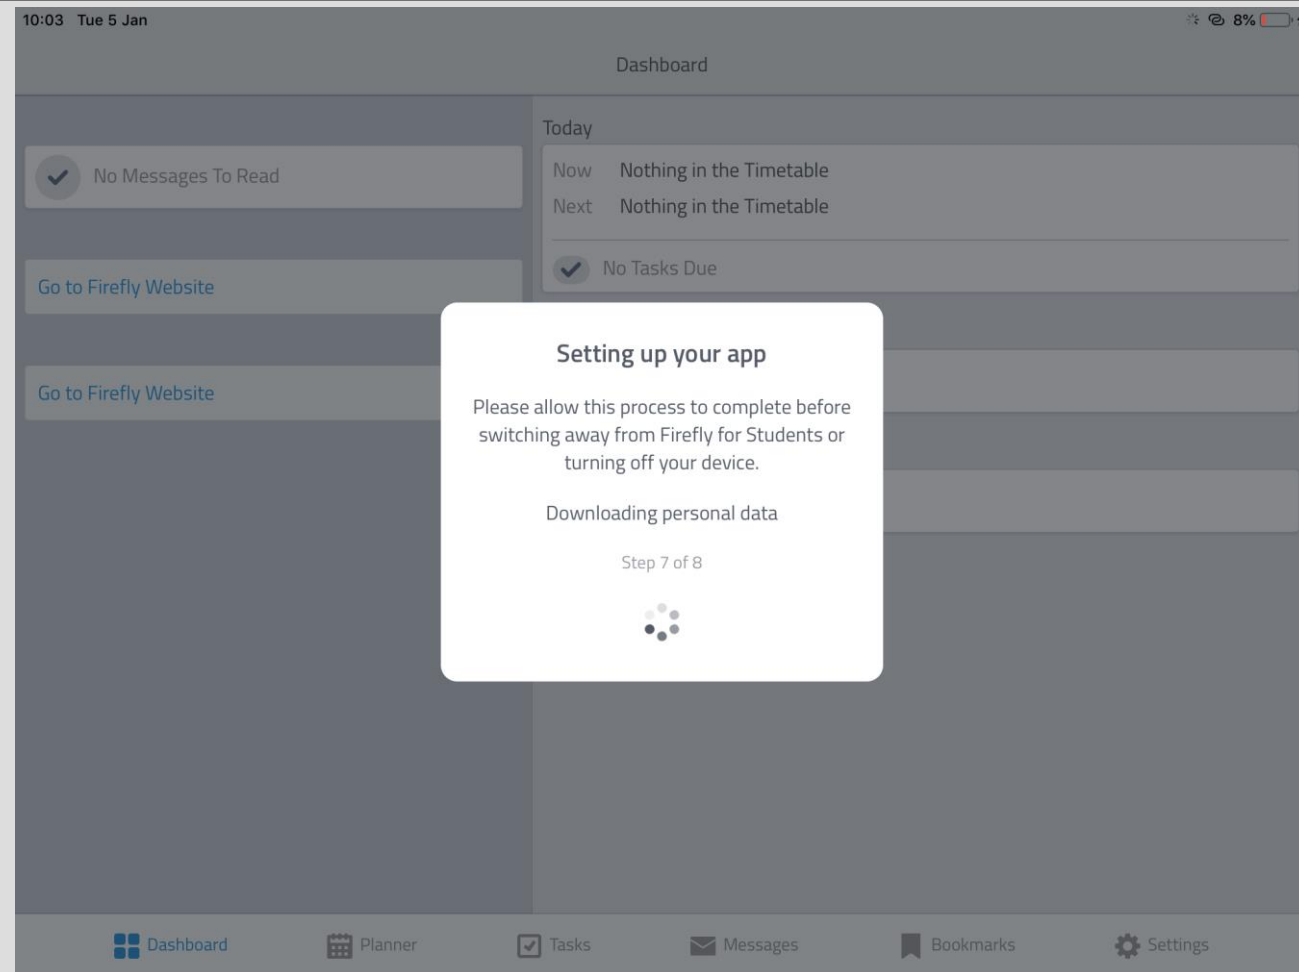 10:03 Tue 5 Jan
8%
Dashboard
No Messages To Read
Go to Firefly Website
Go to Firefly Website
Today
Now Nothing in the Timetable
Next Nothing in the Timetable
No Tasks Due
Setting up your app
Please allow this process to complete before
switching away from Firefly for Students or
turning off your device.
Downloading personal data
Step 7 of 8
Dashboard Planner Tasks Messages Bookmarks Settings